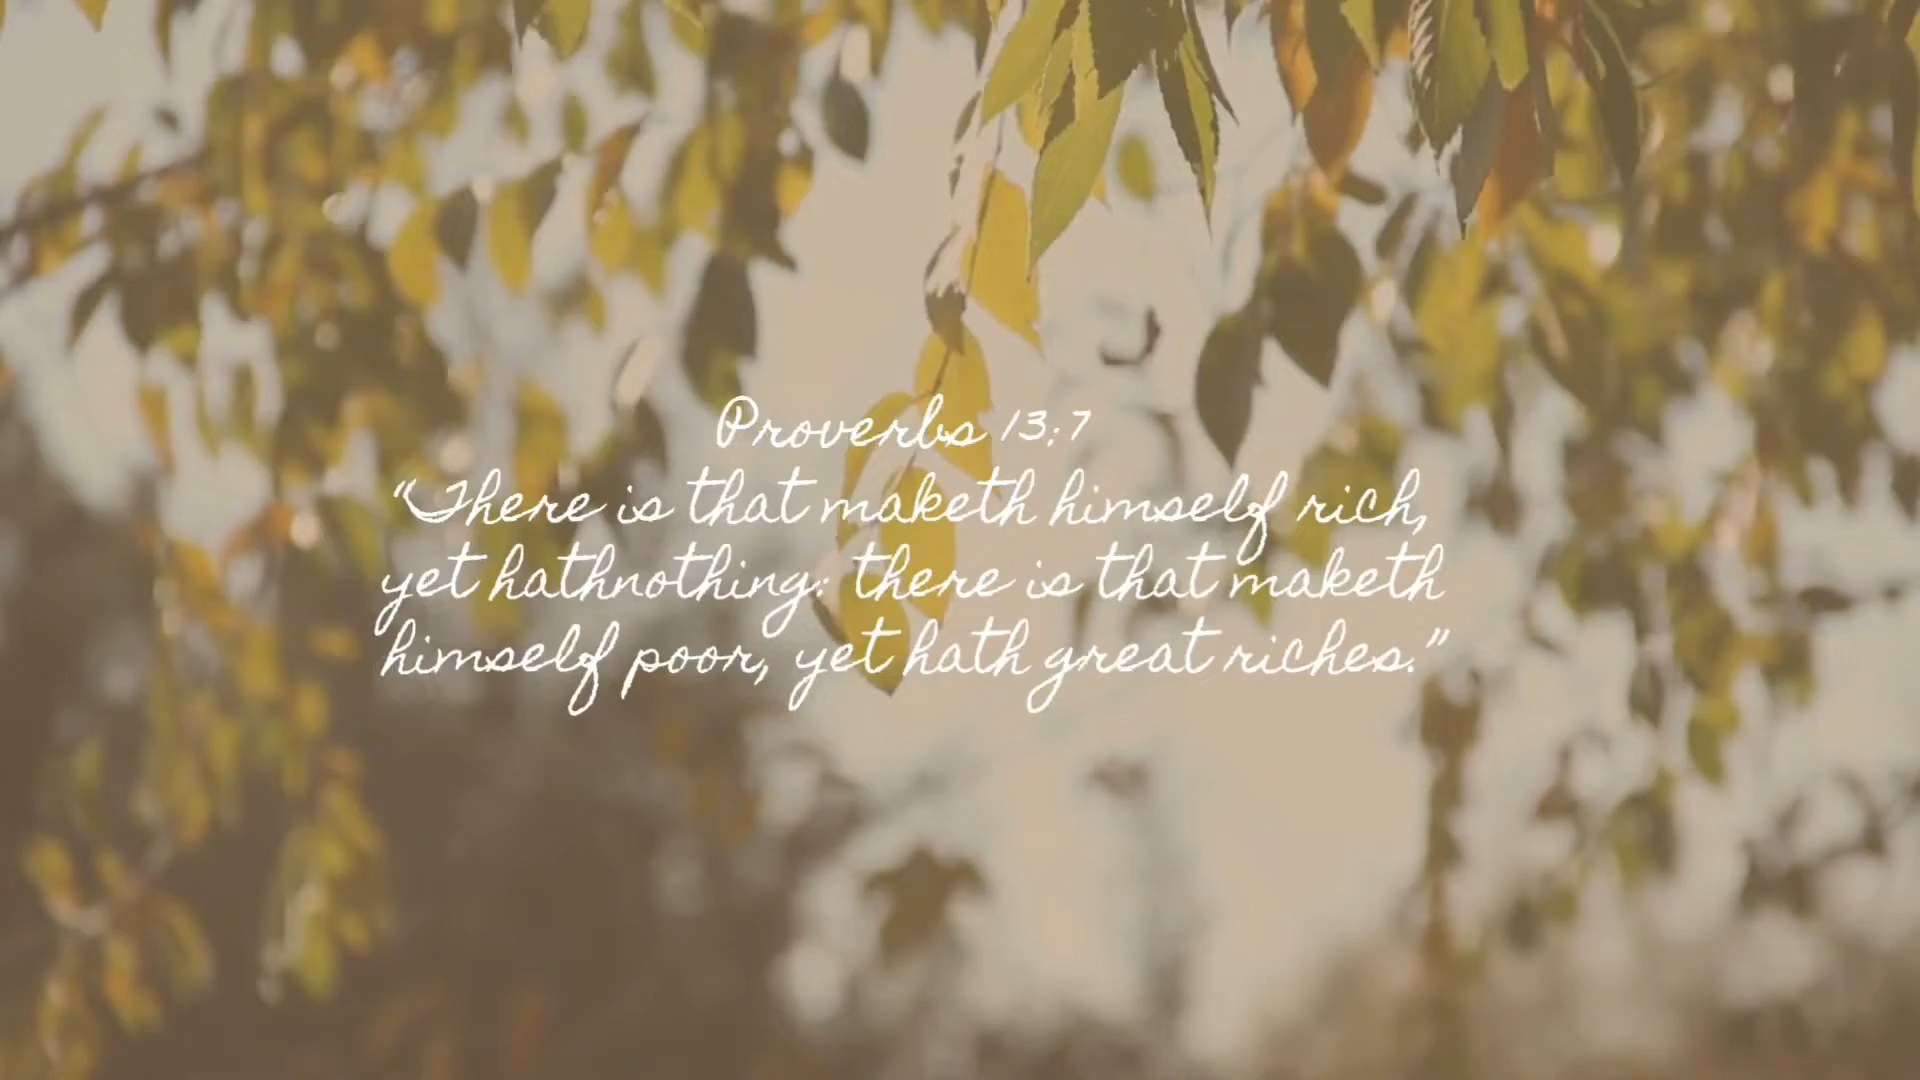 Proverbs 13:7
“There is that maketh himself rich,
yet hathnothing: there is that maketh
himself poor, yet hath great riches.”